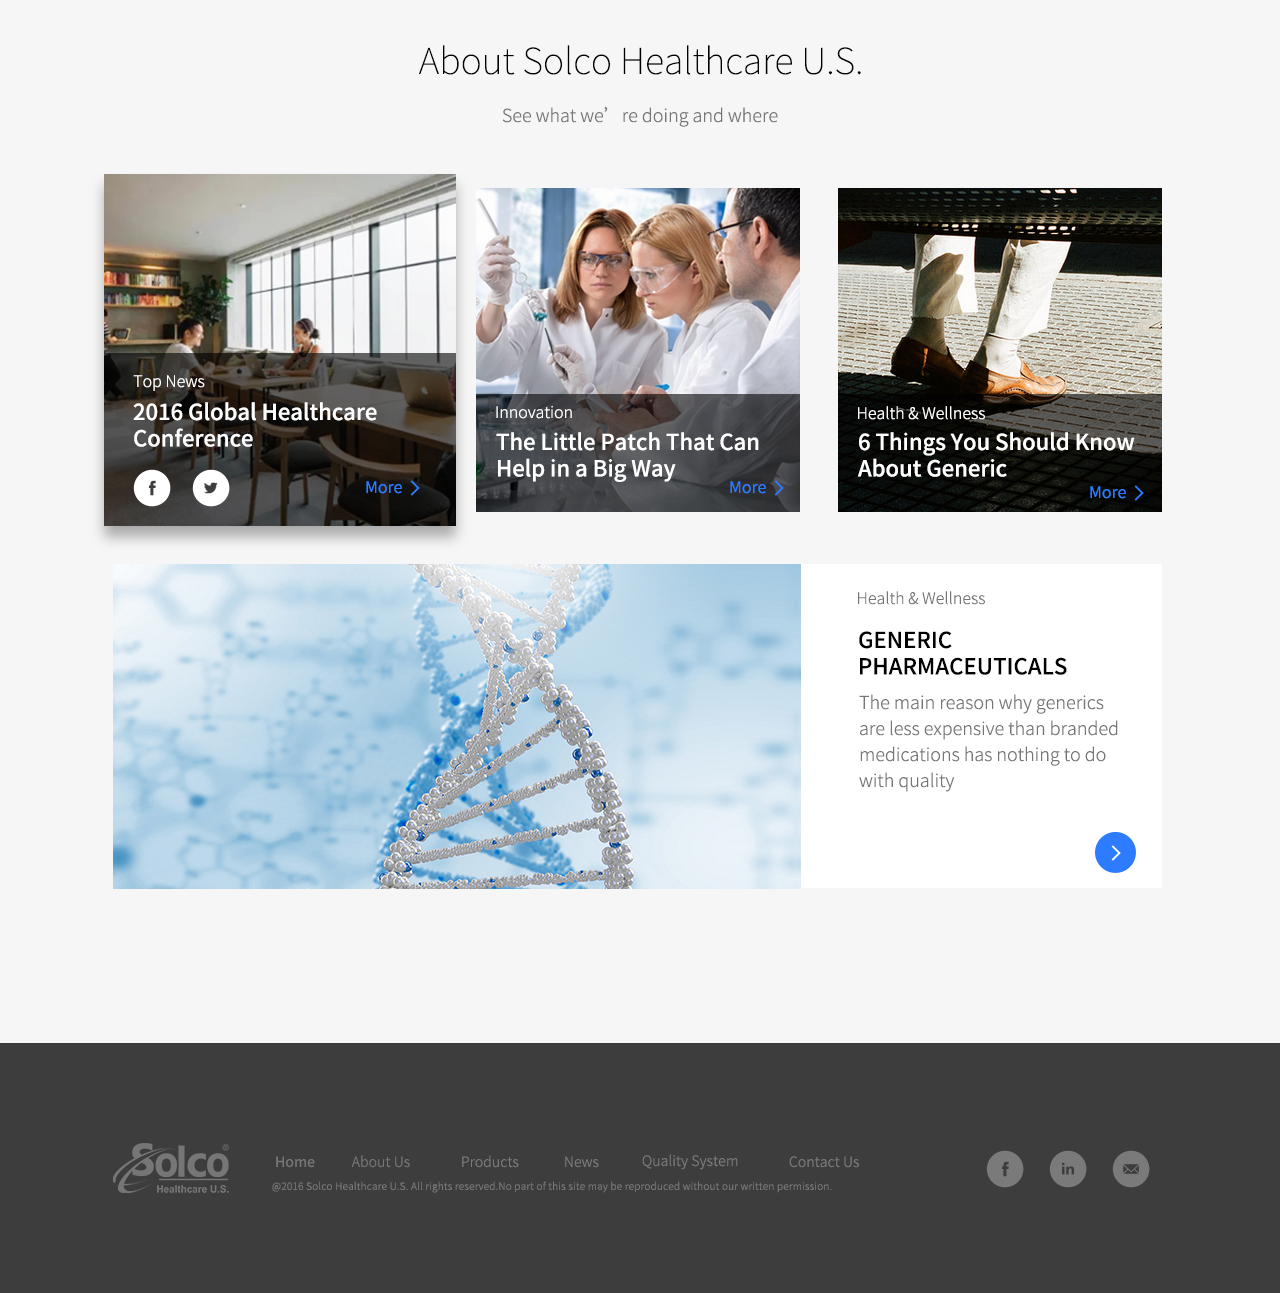 About Solco Healthcare U.S.
See what we’ re doing and where
Top News
2016 Global Healthcare
Conference
More
Innovation
The Little Patch That Can
Help in a Big Way
More
Health & Wellness
6 Things You Should Know
About Generic
More
Health & Wellness
GENERIC
PHARMACEUTICALS
The main reason why generics
are less expensive than branded
medications has nothing to do
with quality
Solco®
Healthcare U.S.
Home About Us Products News Quality System Contact Us
@2016 Solco Healthcare U.S. All rights reserved.No part of this site may be reproduced without our written permission.